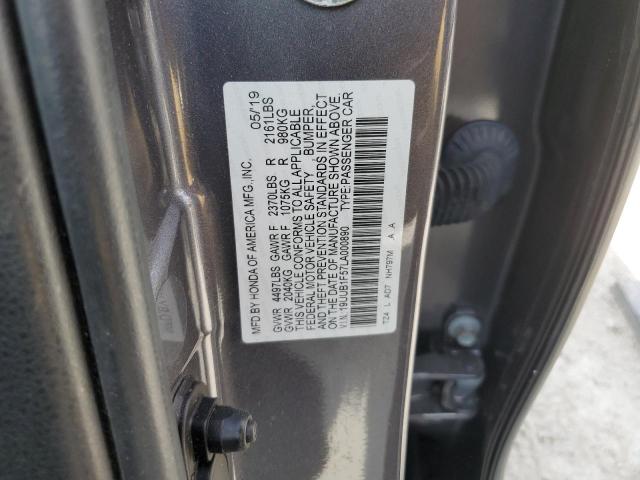 MFD BY HONDA OF AMERICA MFG.,INC. 05/19
GVWR 4497LBS GAWR F 2370LBS R 2161LBS
GVWR 2040KG GAWR F 1075KG R 980KG
THIS VEHICLE CONFORMS TO ALL APPLICABLE
FEDERAL MOTOR VEHICLE SAFETY BUMPER,
AND THEFT PREVENTION STANDARDS IN EFFECT
ON THE DATE OF MANUFACTURE SHOWN ABOVE.
V.I.N. 19UUB1F57LA000890 TYPE:PASSENGER CAR
TZ4 L AD7 NH797M .A .A